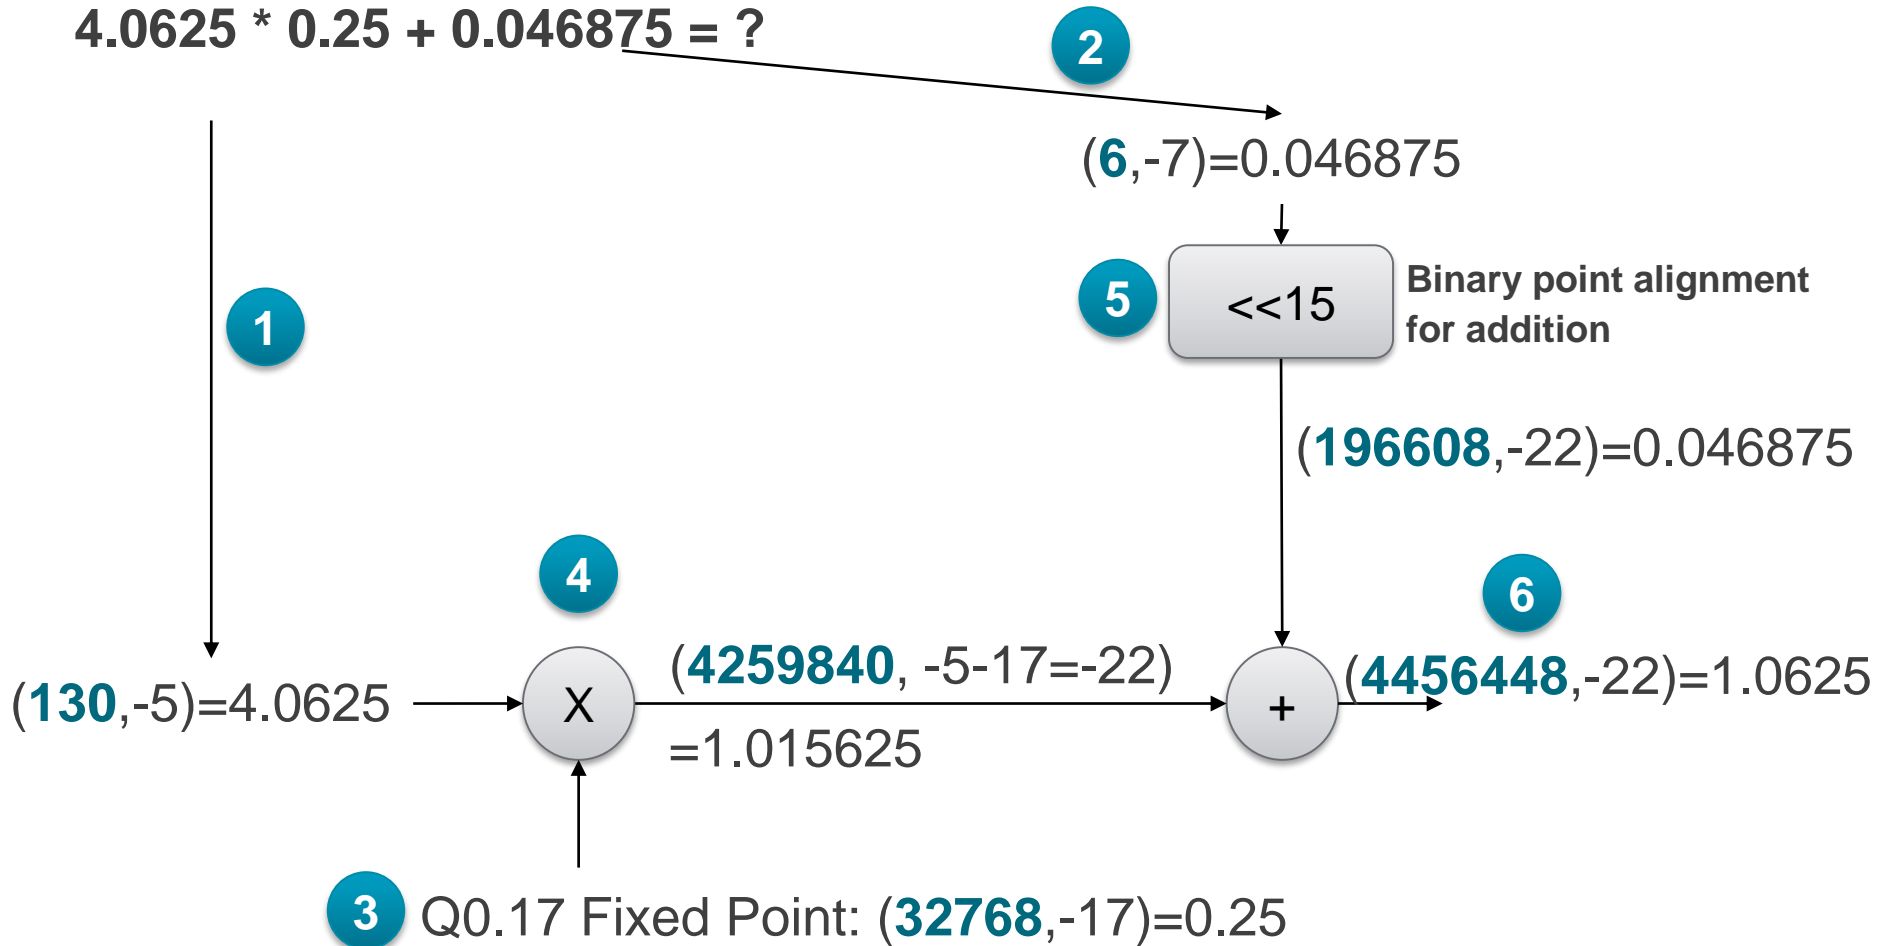 4.0625 * 0.25 + 0.046875 = ?
2
(6,-7)=0.046875
5
<<15
Binary point alignment
for addition
1
(196608,-22)=0.046875
4
6
(130,-5)=4.0625
X
(4259840, -5-17=-22)
=1.015625
+
(4456448,-22)=1.0625
3
Q0.17 Fixed Point: (32768,-17)=0.25